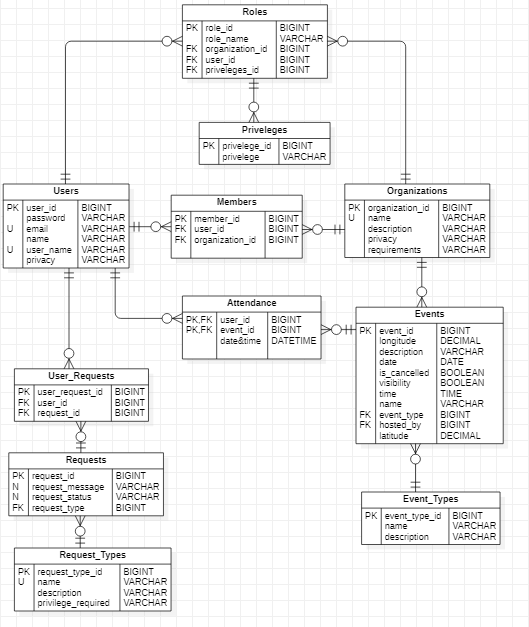 Roles
PK role_id BIGINT
role_name VARCHAR
FK organization_id BIGINT
FK user_id BIGINT
FK priveleges_id BIGINT
Priveleges
PK privelege_id BIGINT
privelege VARCHAR
Users
PK user_id BIGINT
password VARCHAR
U email VARCHAR
name VARCHAR
U user_name VARCHAR
privacy VARCHAR
Members
PK member_id BIGINT
FK user_id BIGINT
FK organization_id BIGINT
Organizations
PK organization_id BIGINT
U name VARCHAR
description VARCHAR
privacy VARCHAR
requirements VARCHAR
Attendance
PK,FK user_id BIGINT
PK,FK event_id BIGINT
date&time DATETIME
Events
PK event_id BIGINT
longitude DECIMAL
description VARCHAR
date DATE
is_cancelled BOOLEAN
visibility BOOLEAN
time TIME
name VARCHAR
FK event_type BIGINT
FK hosted_by BIGINT
latitude DECIMAL
User_Requests
PK user_request_id BIGINT
FK user_id BIGINT
FK request_id BIGINT
Requests
PK request_id BIGINT
N request_message VARCHAR
N request_status VARCHAR
FK request_type BIGINT
Event_Types
PK event_type_id BIGINT
name VARCHAR
description VARCHAR
Request_Types
PK request_type_id BIGINT
U name VARCHAR
description VARCHAR
privilege_required VARCHAR